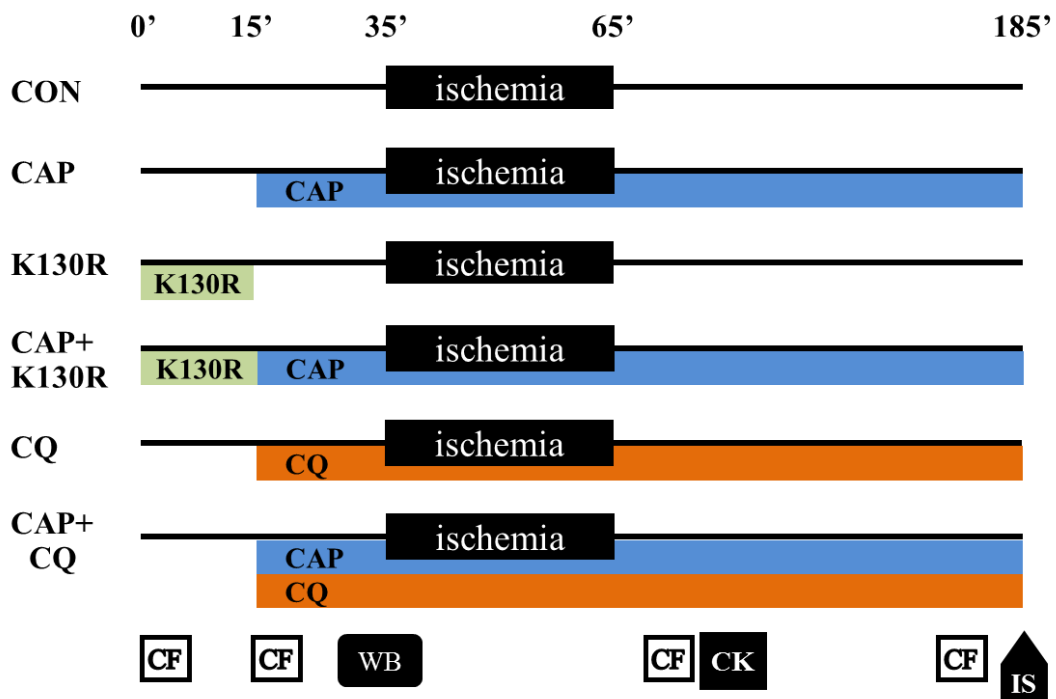 0’ 15’ 35’ 65’ 185’
CON ischemia
CAP ischemia
CAP
K130R ischemia
K130R
CAP+
K130R ischemia
K130R CAP
CQ ischemia
CQ
CAP+
CQ ischemia
CAP
CQ
CF CF WB CF CK CF IS